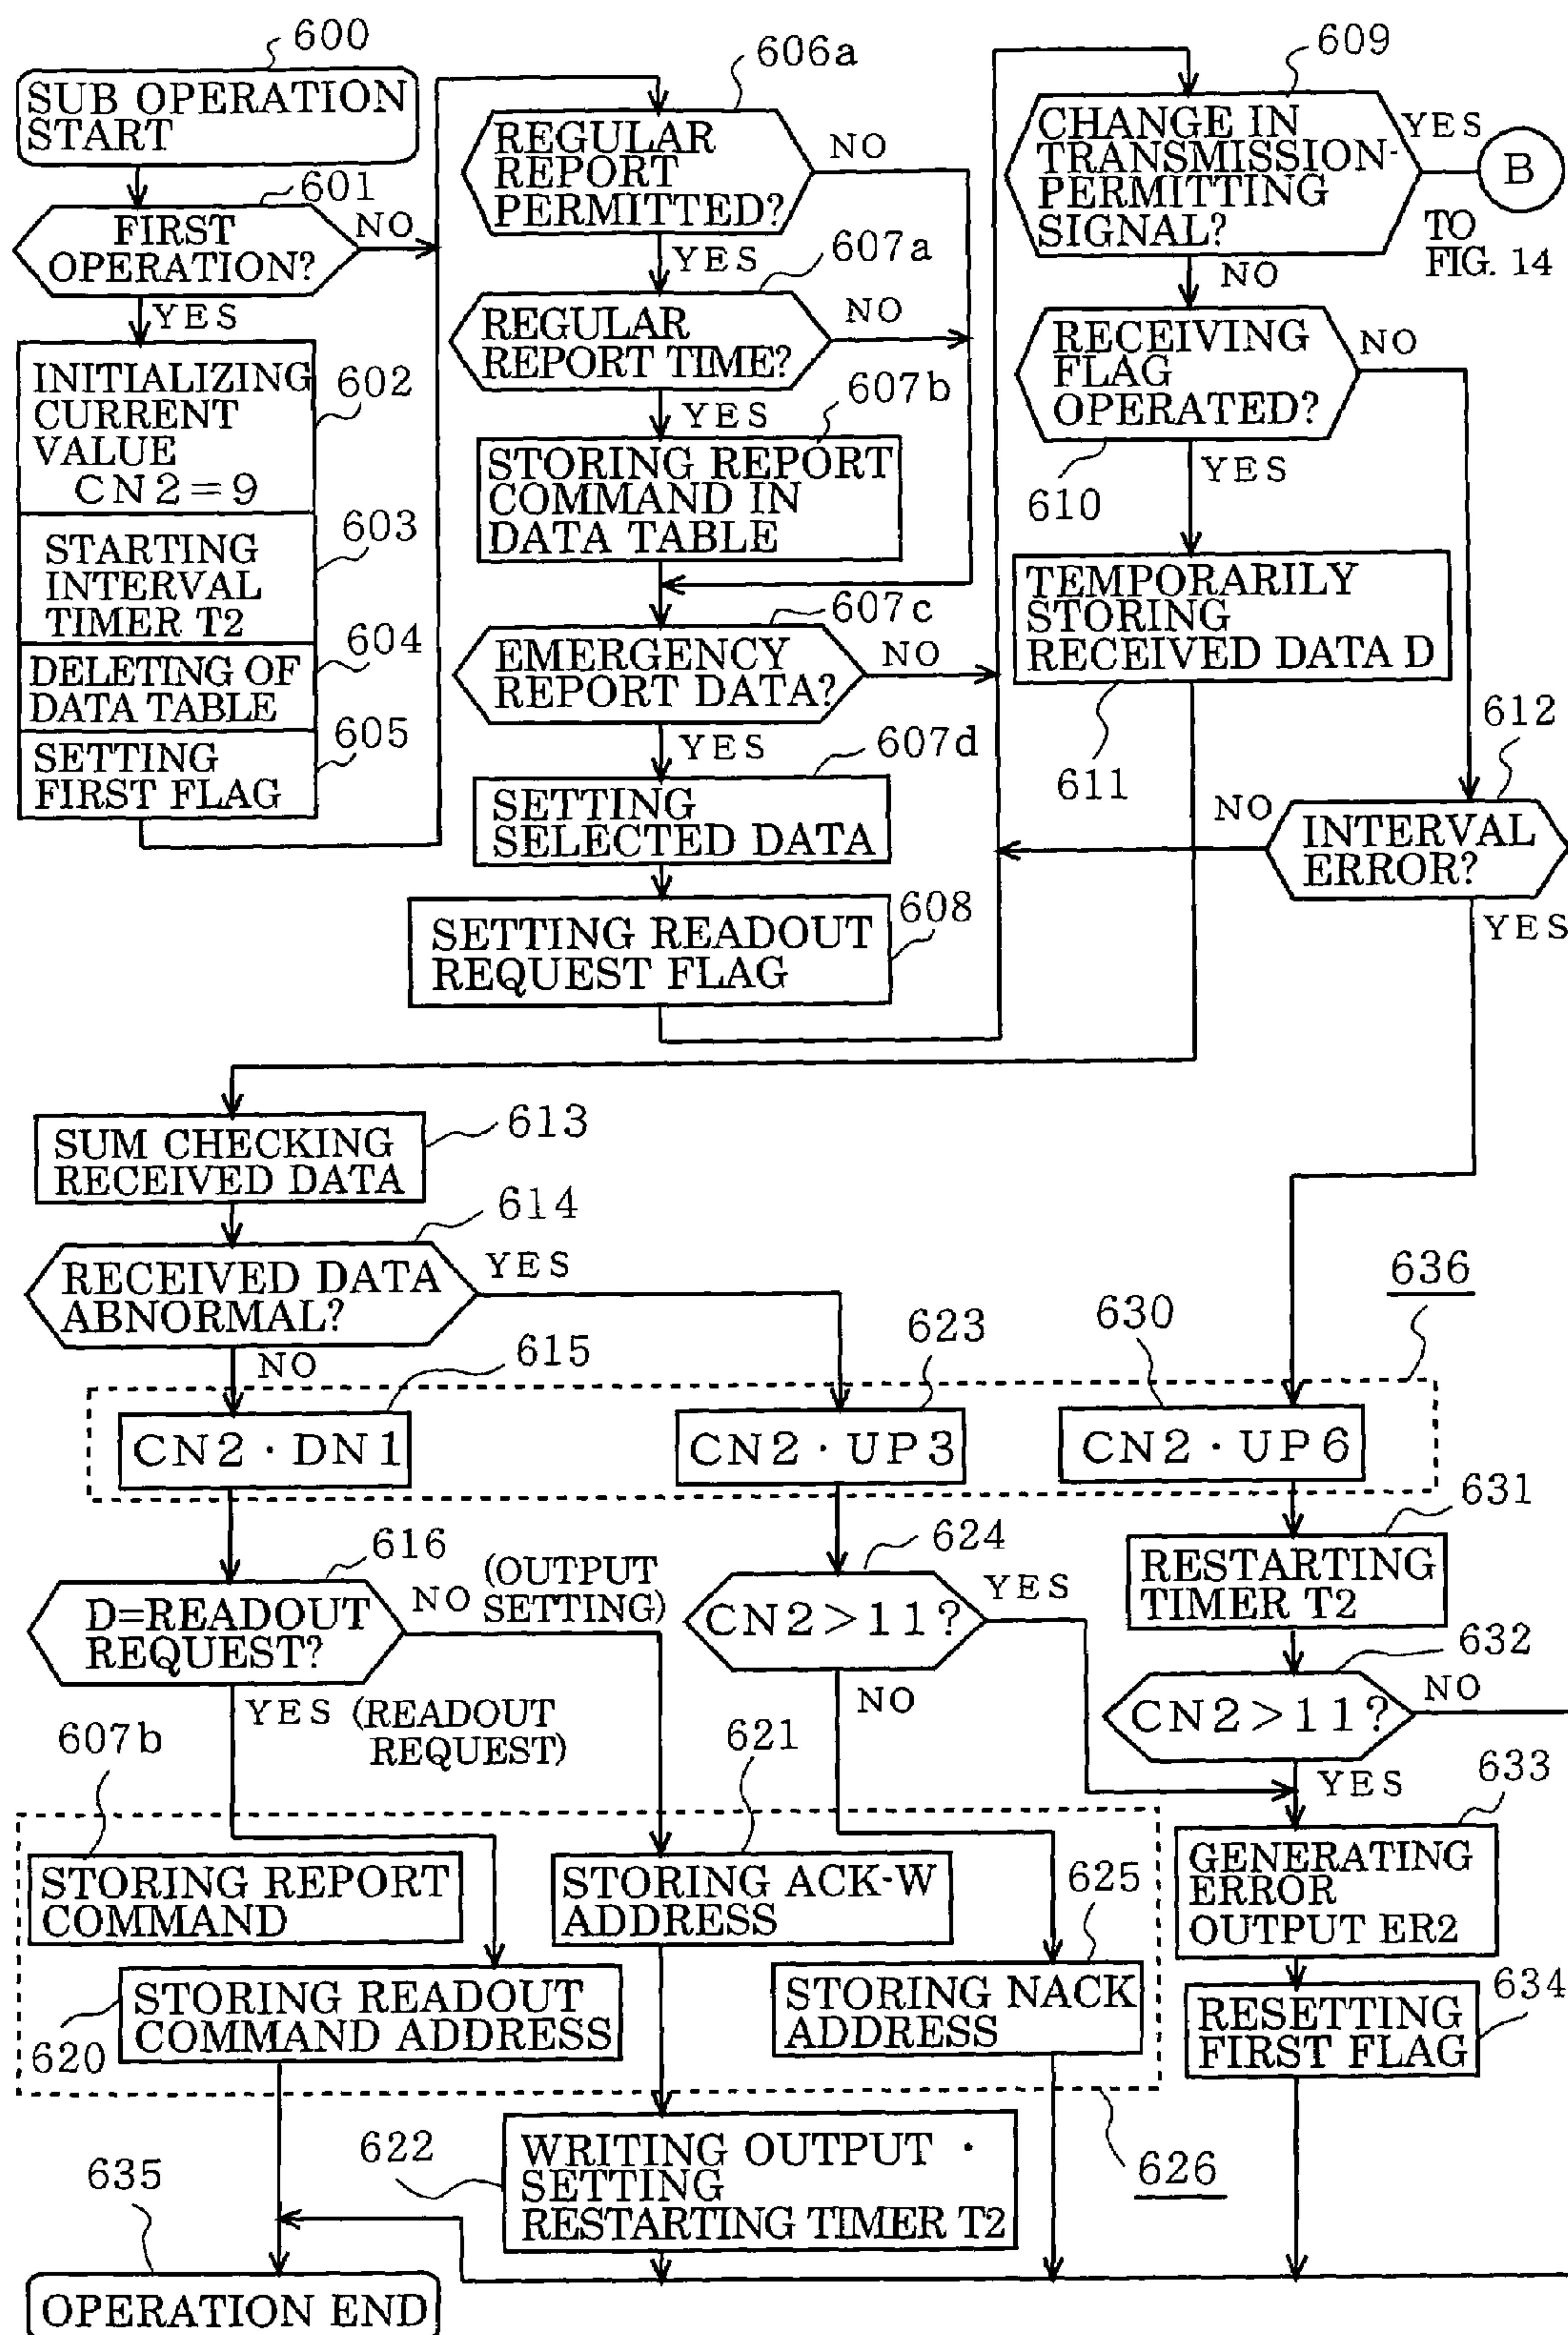 600
SUB OPERATION
START
601
FIRST
OPERATION?
NO
YES
INITIALIZING
CURRENT
VALUE
CN2=9
602
STARTING
INTERVAL
TIMER T2
603
DELETING OF
DATA TABLE
604
SETTING
FIRST FLAG
605
606a
REGULAR
REPORT
PERMITTED?
NO
YES
607a
REGULAR
REPORT TIME?
NO
YES
607b
STORING REPORT
COMMAND IN
DATA TABLE
607c
EMERGENCY
REPORT DATA?
NO
YES
607d
SETTING
SELECTED DATA
608
SETTING READOUT
REQUEST FLAG
609
CHANGE IN
TRANSMISSION-
PERMITTING
SIGNAL?
YES
B
TO
FIG. 14
NO
RECEIVING
FLAG
OPERATED?
NO
610
YES
TEMPORARILY
STORING
RECEIVED DATA D
611
612
NO
INTERVAL
ERROR?
YES
613
SUM CHECKING
RECEIVED DATA
614
RECEIVED DATA
ABNORMAL?
YES
NO
615
623
630
636
CN2・DN1
CN2・UP3
CN2・UP6
616
D=READOUT
REQUEST?
NO
(OUTPUT
SETTING)
YES
(READOUT
REQUEST)
624
CN2>11?
YES
NO
631
RESTARTING
TIMER T2
632
CN2>11?
NO
YES
607b
STORING REPORT
COMMAND
620
STORING READOUT
COMMAND ADDRESS
621
STORING ACK-W
ADDRESS
625
STORING NACK
ADDRESS
633
GENERATING
ERROR
OUTPUT ER2
634
RESETTING
FIRST FLAG
622
WRITING OUTPUT ・
SETTING
RESTARTING TIMER T2
626
635
OPERATION END